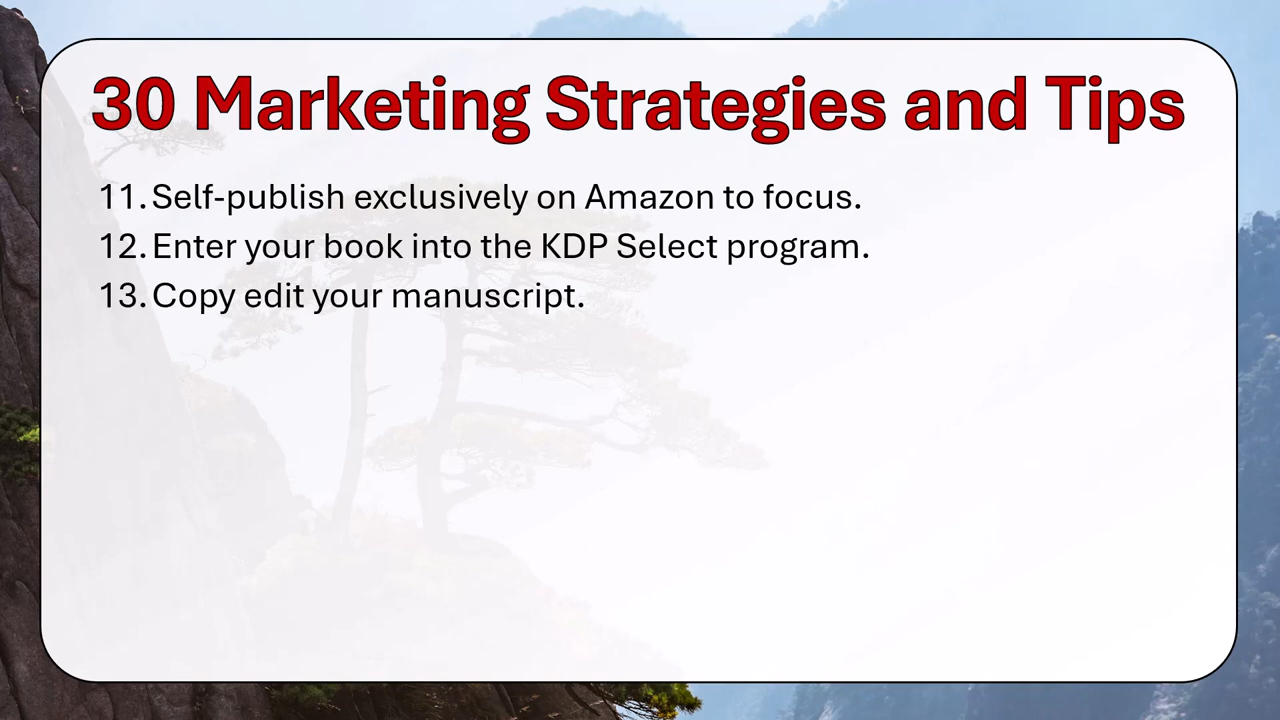 30 Marketing Strategies and Tips
11. Self-publish exclusively on Amazon to focus.
12. Enter your book into the KDP Select program.
13. Copy edit your manuscript.